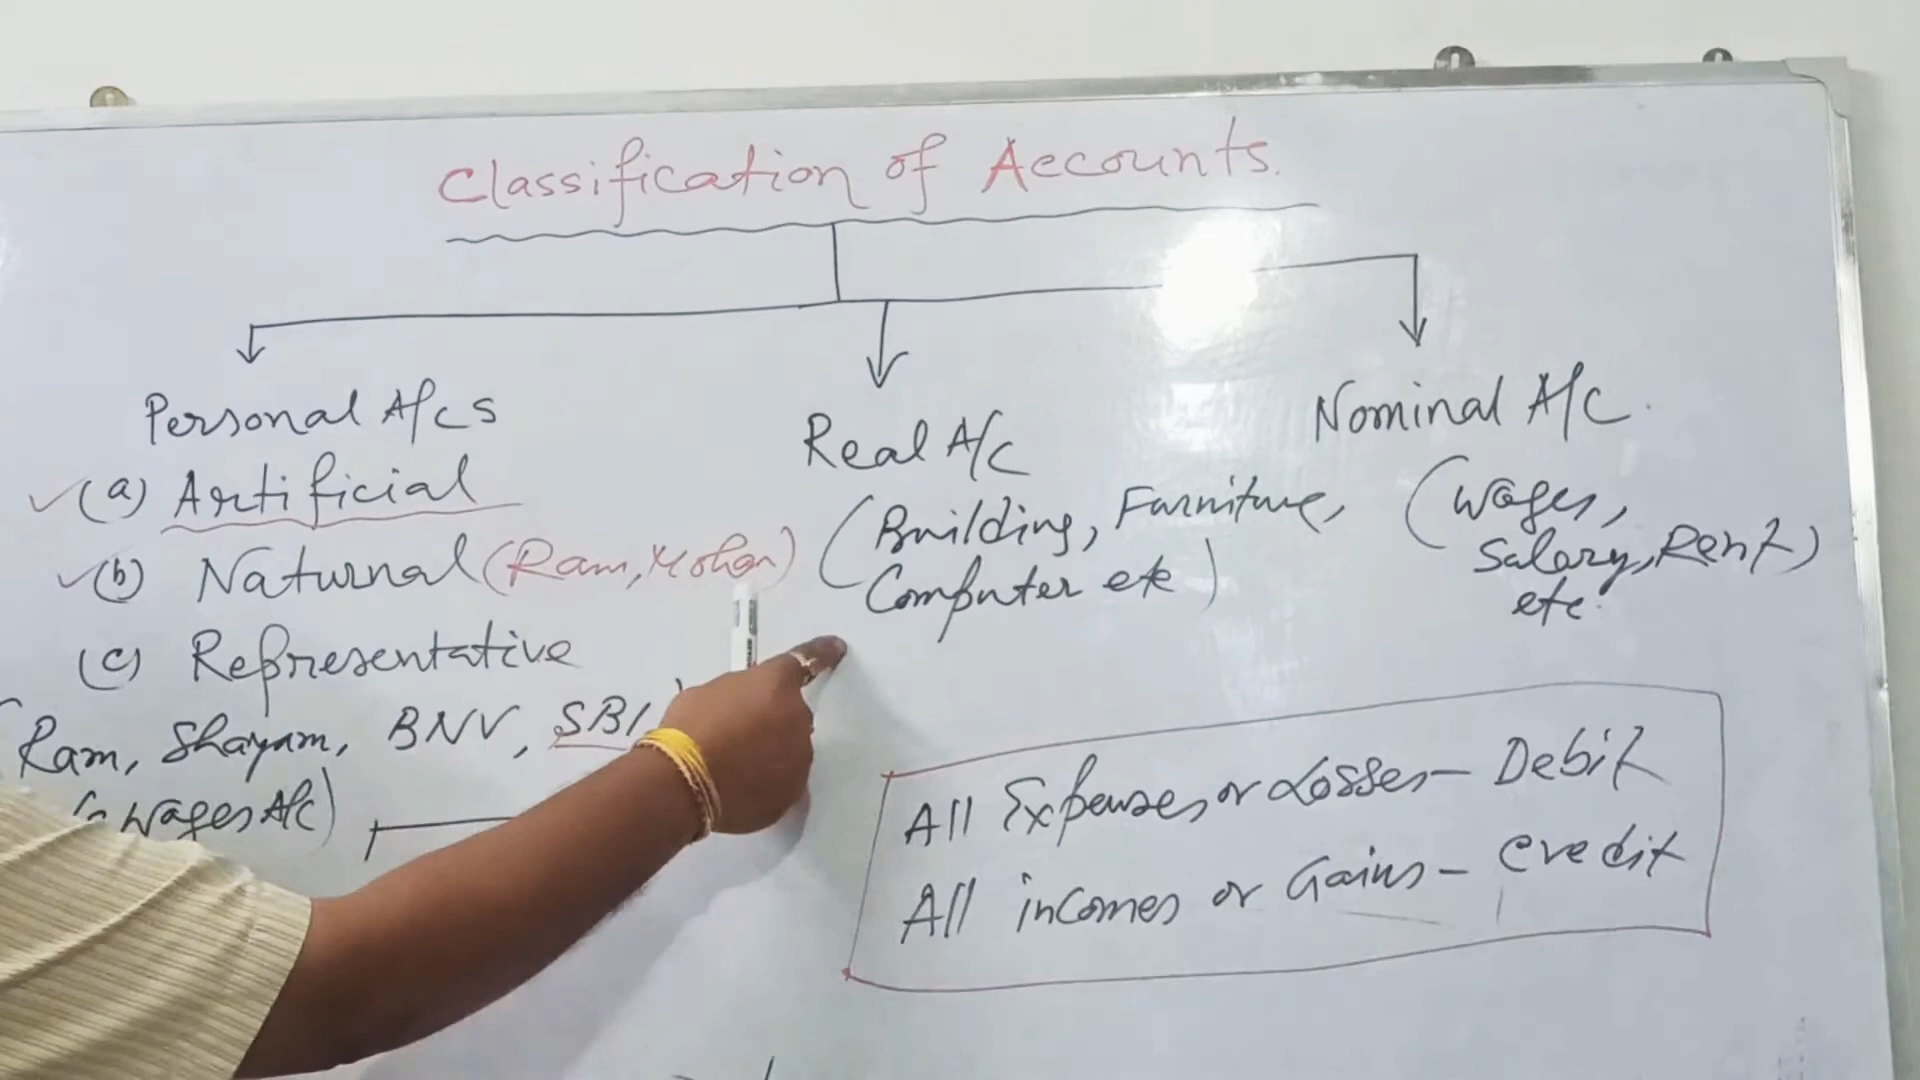 Classification of Accounts.
Personal A/cs
(a) Artificial
(b) Naturnal (Ram, Mohan)
(c) Representative
Ram, Shayam, BNV, SBI
Wages A/c)
Real A/c
(Building, Furniture,
Computer etc)
Nominal A/C.
(Wages,
Salary, Rent)
etc.
All Expenses or Losses - Debit
All incomes or Gains - credit